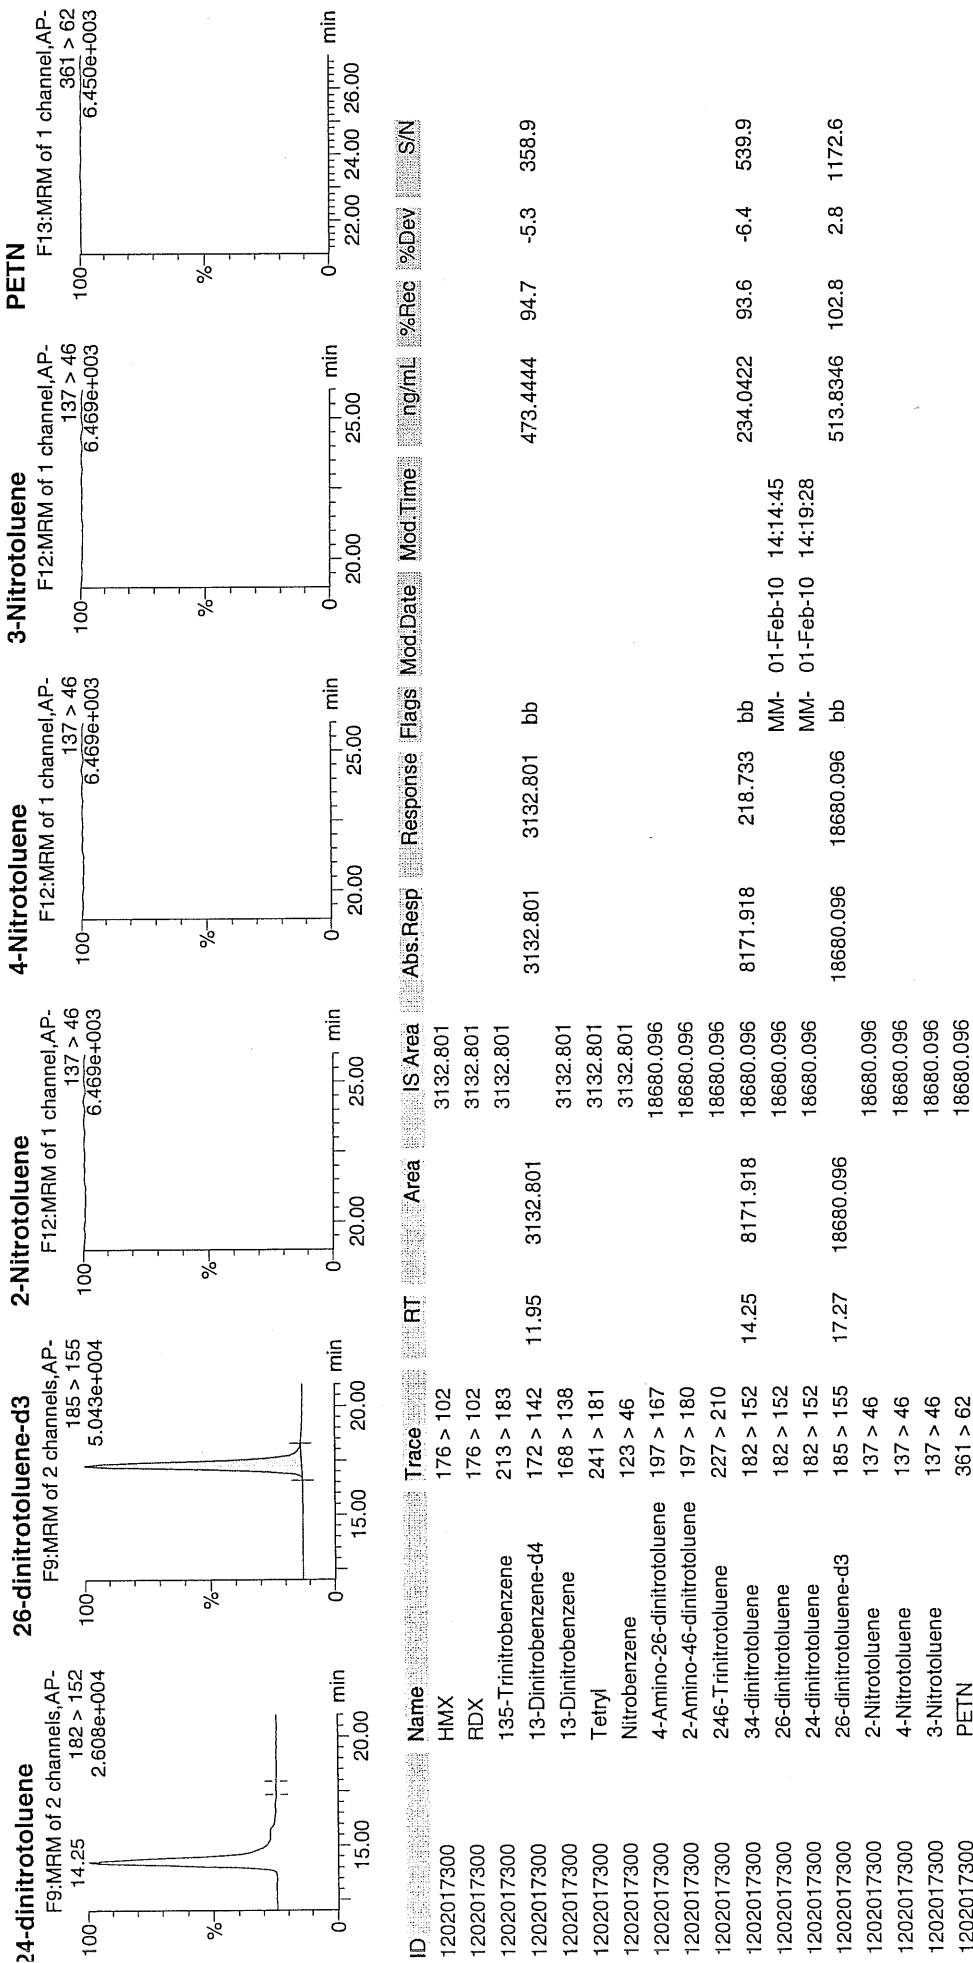 24-dinitrotoluene
F9:MRM of 2 channels,AP-
14.25 182 > 152
2.608e+004
100
%
0
15.00 20.00 min
26-dinitrotoluene-d3
F9:MRM of 2 channels,AP-
185 > 155
5.043e+004
100
%
0
15.00 20.00 min
2-Nitrotoluene
F12:MRM of 1 channel,AP-
137 > 46
6.469e+003
100
%
0
20.00 25.00 min
4-Nitrotoluene
F12:MRM of 1 channel,AP-
137 > 46
6.469e+003
100
%
0
20.00 25.00 min
3-Nitrotoluene
F12:MRM of 1 channel,AP-
137 > 46
6.469e+003
100
%
0
20.00 25.00 min
PETN
F13:MRM of 1 channel,AP-
361 > 62
6.450e+003
100
%
0
22.00 24.00 26.00 min
ID Name Trace RT Area IS Area Abs.Resp Response Flags Mod.Date Mod.Time ng/mL %Rec %Dev S/N
1202017300 HMX 176 > 102 3132.801
1202017300 RDX 176 > 102 3132.801
1202017300 135-Trinitrobenzene 213 > 183 3132.801
1202017300 13-Dinitrobenzene-d4 172 > 142 11.95 3132.801 3132.801 3132.801 bb 473.4444 94.7 -5.3 358.9
1202017300 13-Dinitrobenzene 168 > 138 3132.801
1202017300 Tetryl 241 > 181 3132.801
1202017300 Nitrobenzene 123 > 46 3132.801
1202017300 4-Amino-26-dinitrotoluene 197 > 167 18680.096
1202017300 2-Amino-46-dinitrotoluene 197 > 180 18680.096
1202017300 246-Trinitrotoluene 227 > 210 18680.096
1202017300 34-dinitrotoluene 182 > 152 14.25 8171.918 18680.096 8171.918 218.733 bb 234.0422 93.6 -6.4 539.9
1202017300 26-dinitrotoluene 182 > 152 18680.096 MM- 01-Feb-10 14:14:45
1202017300 24-dinitrotoluene 182 > 152 18680.096 MM- 01-Feb-10 14:19:28
1202017300 26-dinitrotoluene-d3 185 > 155 17.27 18680.096 18680.096 18680.096 bb 513.8346 102.8 2.8 1172.6
1202017300 2-Nitrotoluene 137 > 46 18680.096
1202017300 4-Nitrotoluene 137 > 46 18680.096
1202017300 3-Nitrotoluene 137 > 46 18680.096
1202017300 PETN 361 > 62 18680.096